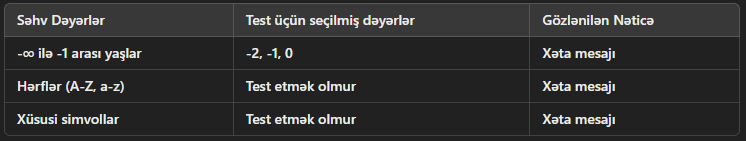 Səhv Dəyərlər Test üçün seçilmiş dəyərlər Gözlənilən Nəticə
-∞ ilə -1 arası yaşlar -2, -1, 0 Xəta mesajı
Hərflər (A-Z, a-z) Test etmək olmur Xəta mesajı
Xüsusi simvollar Test etmək olmur Xəta mesajı